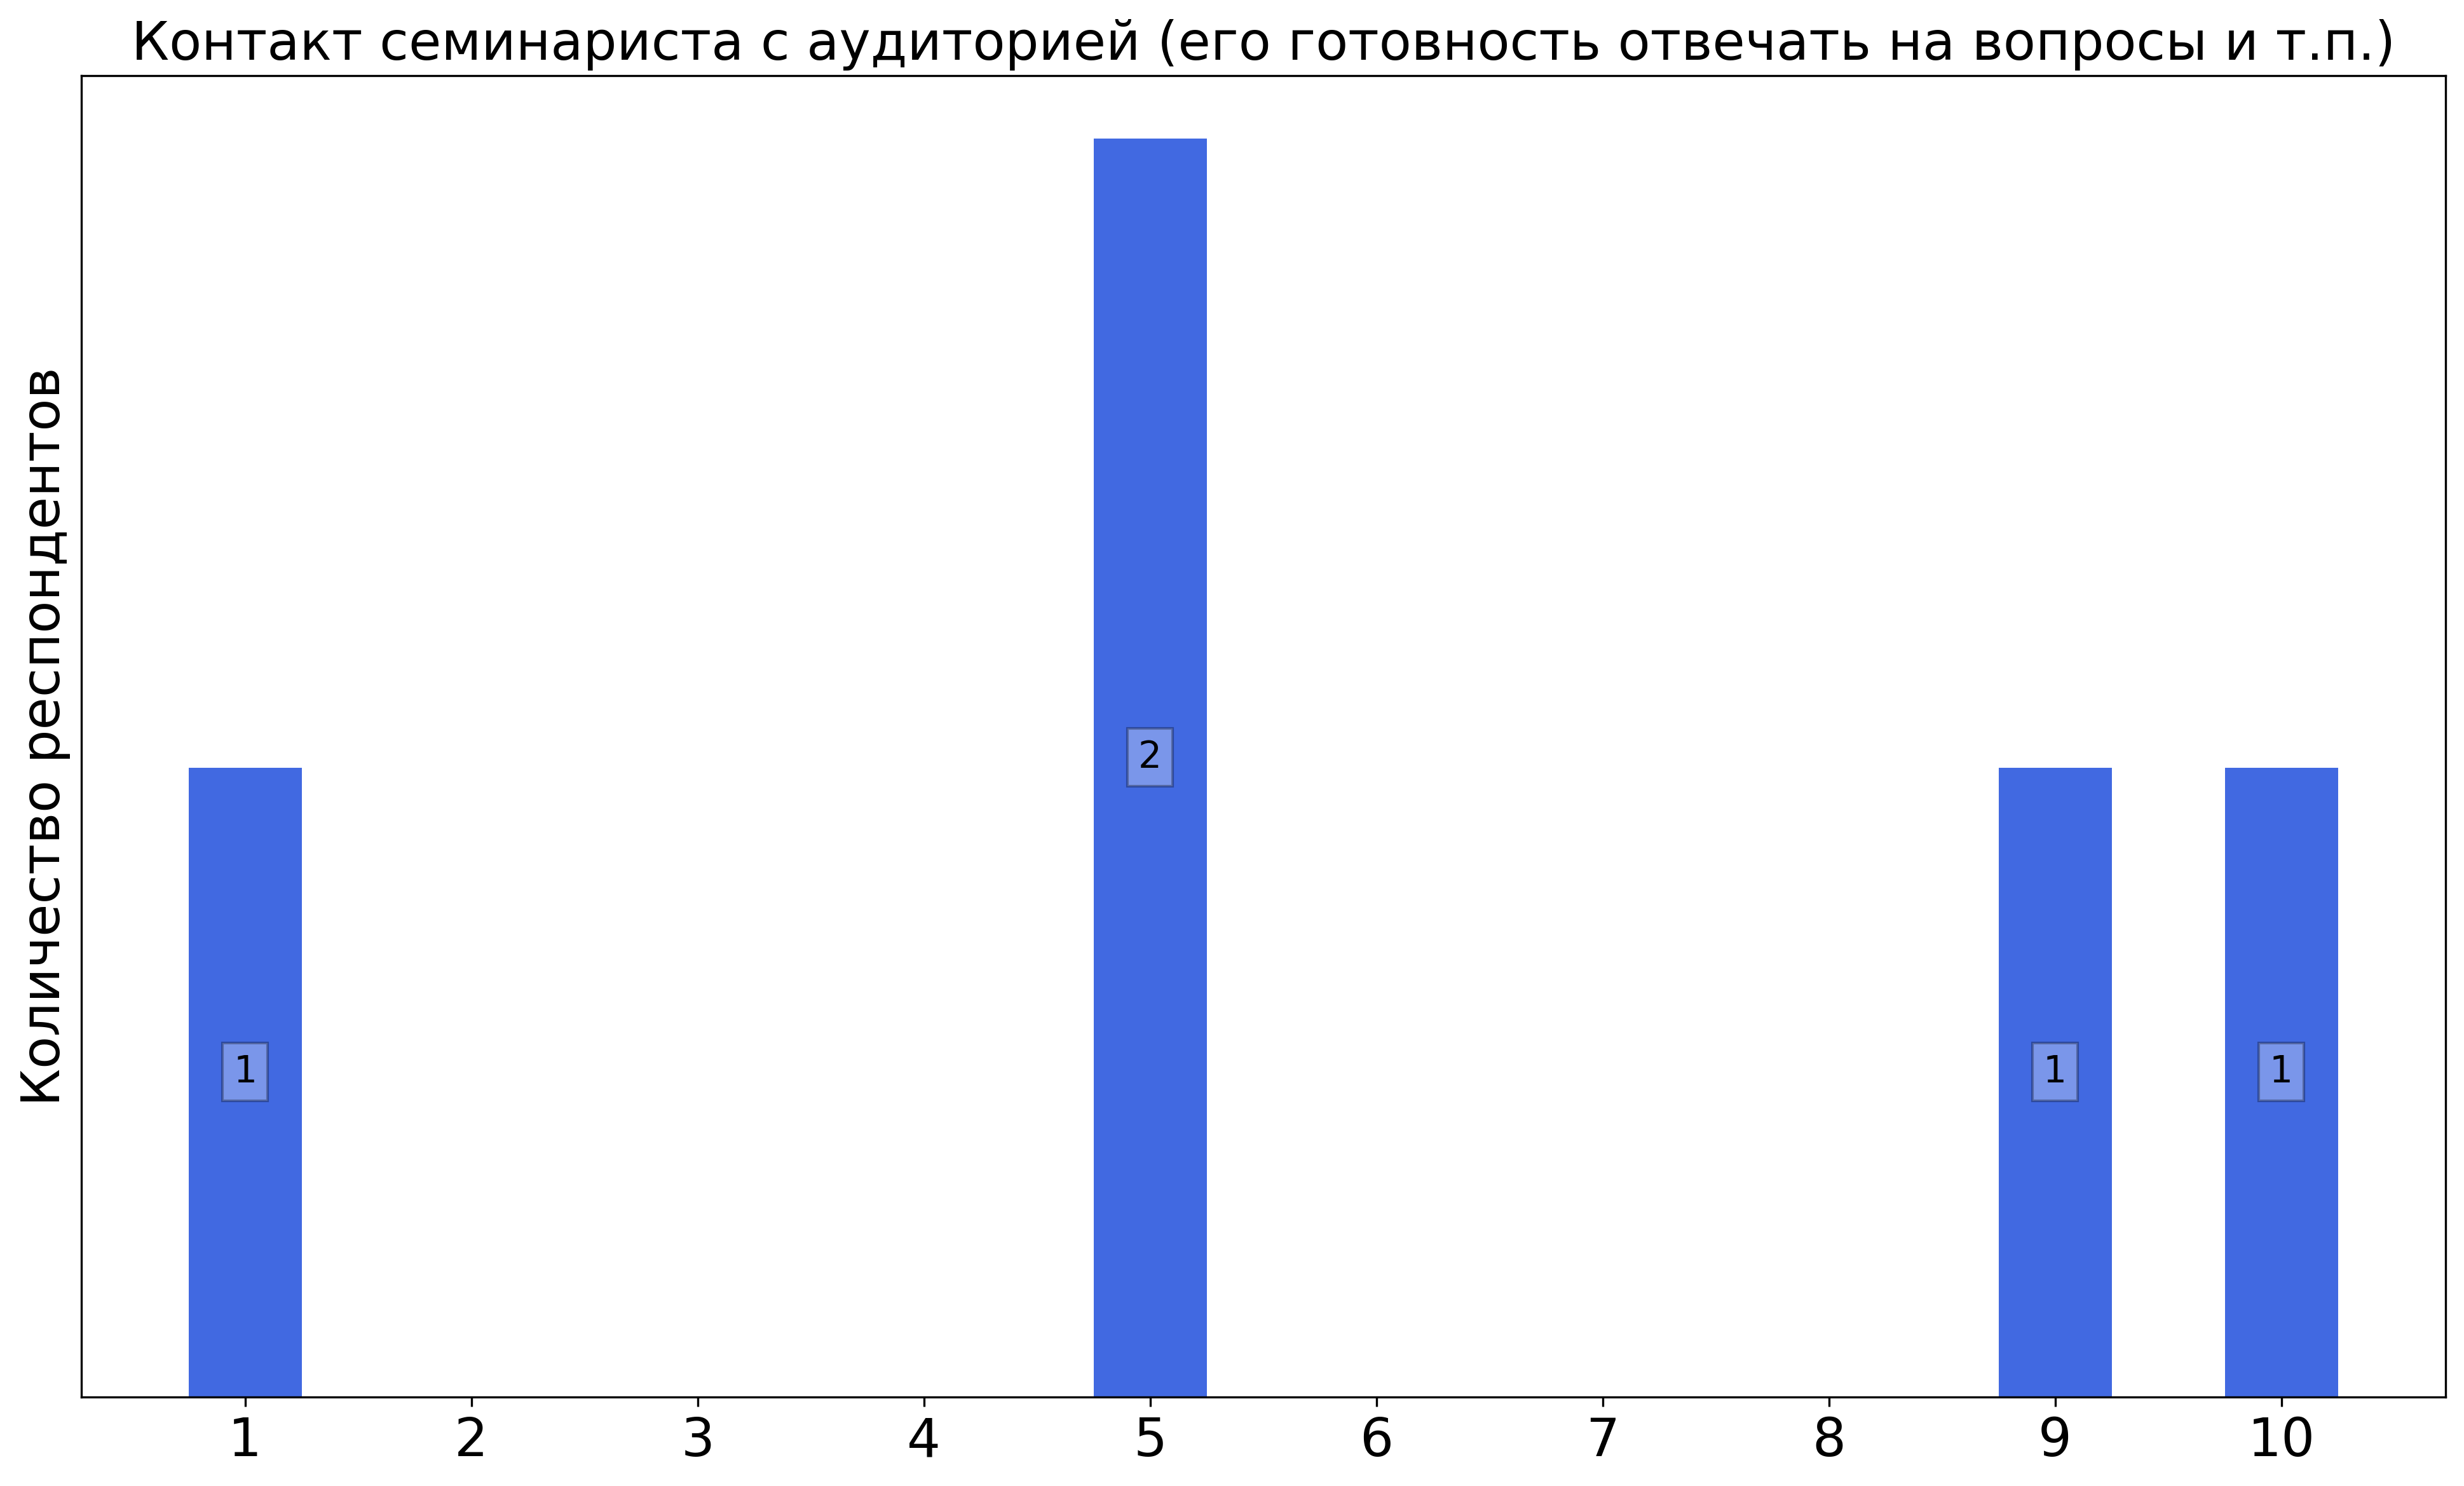 Контакт семинариста с аудиторией (его готовность отвечать на вопросы и т.п.)
Количество респондентов
2
1
1
1
1 2 3 4 5 6 7 8 9 10